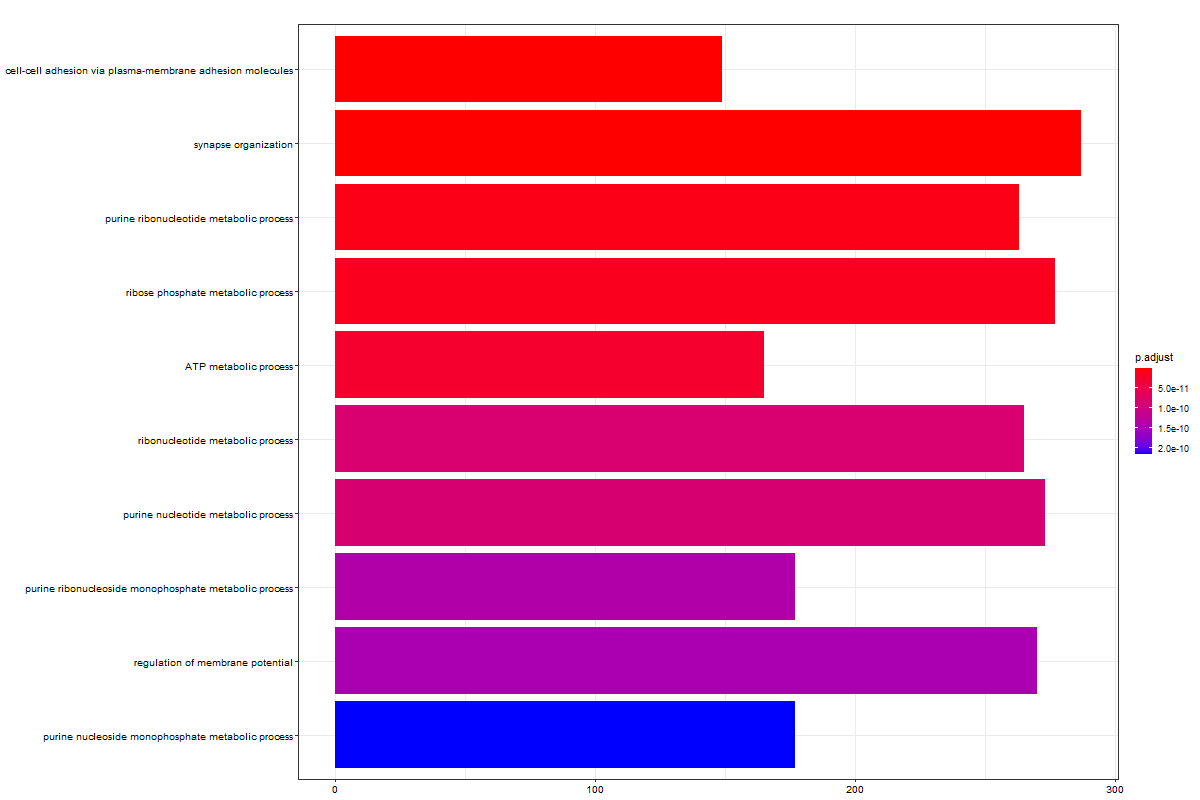 cell-cell adhesion via plasma-membrane adhesion molecules
synapse organization
purine ribonucleotide metabolic process
ribose phosphate metabolic process
ATP metabolic process
ribonucleotide metabolic process
purine nucleotide metabolic process
purine ribonucleoside monophosphate metabolic process
regulation of membrane potential
purine nucleoside monophosphate metabolic process
0 100 200 300
p.adjust
5.0e-11
1.0e-10
1.5e-10
2.0e-10